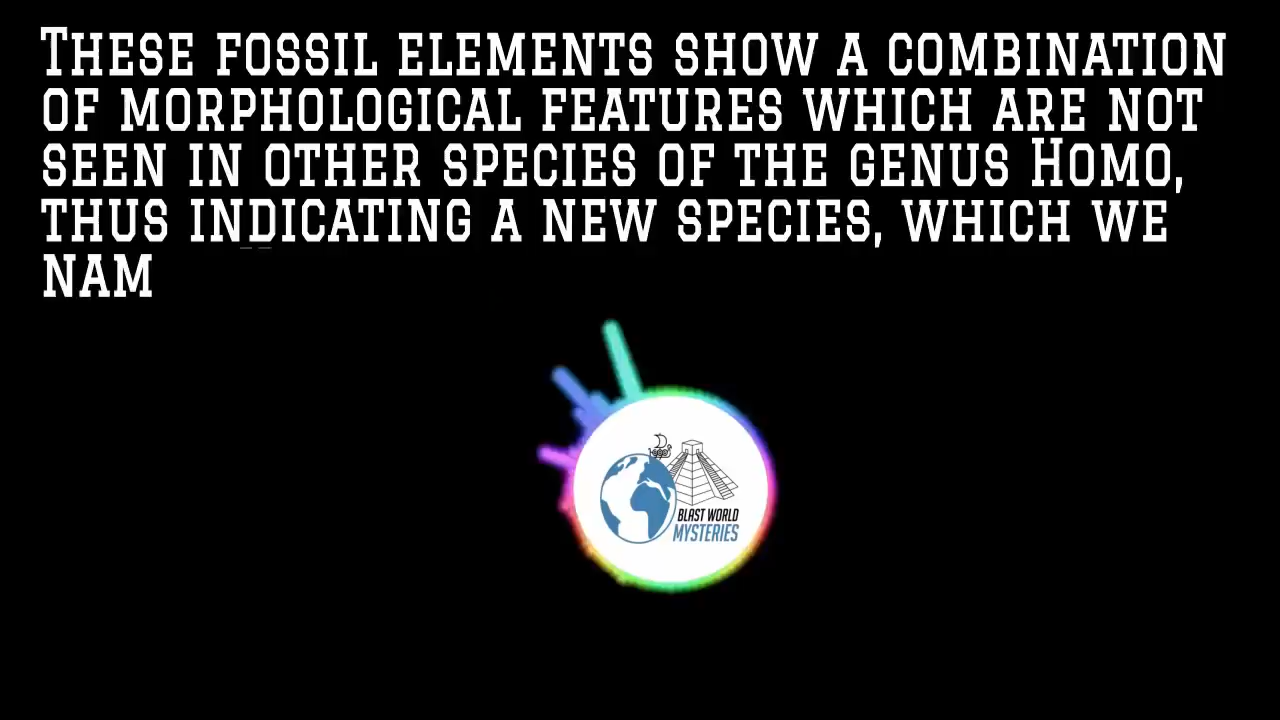 These fossil elements show a combination
of morphological features which are not
seen in other species of the genus Homo,
thus indicating a new species, which we
nam
BLAST WORLD
MYSTERIES